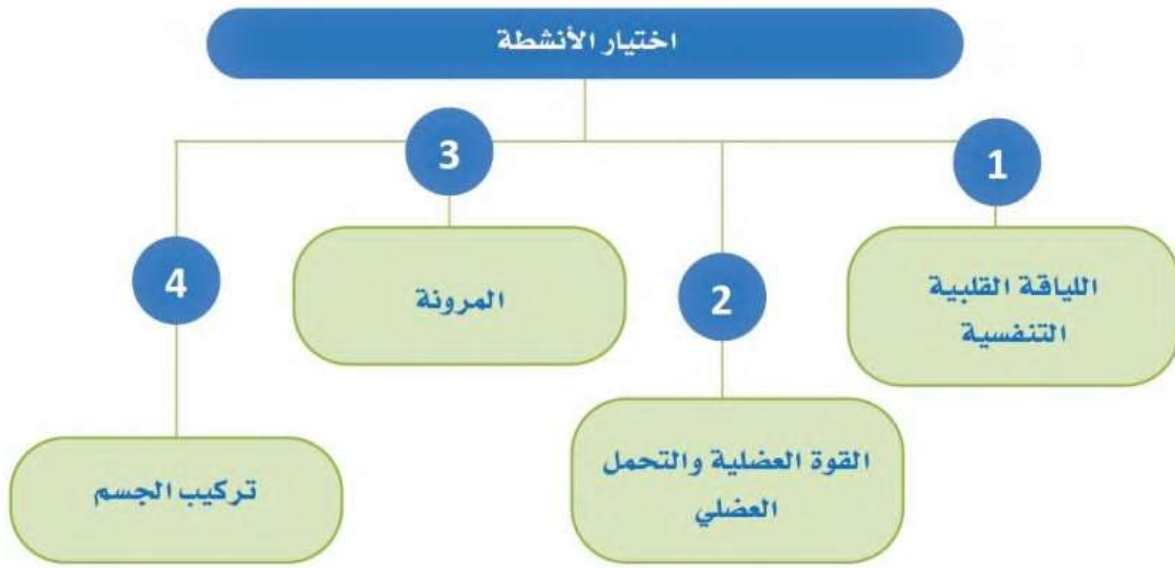 اختيار الأنشطة
1
اللياقة القلبية
التنفسية
2
القوة العضلية والتحمل
العضلي
3
المرونة
4
تركيب الجسم